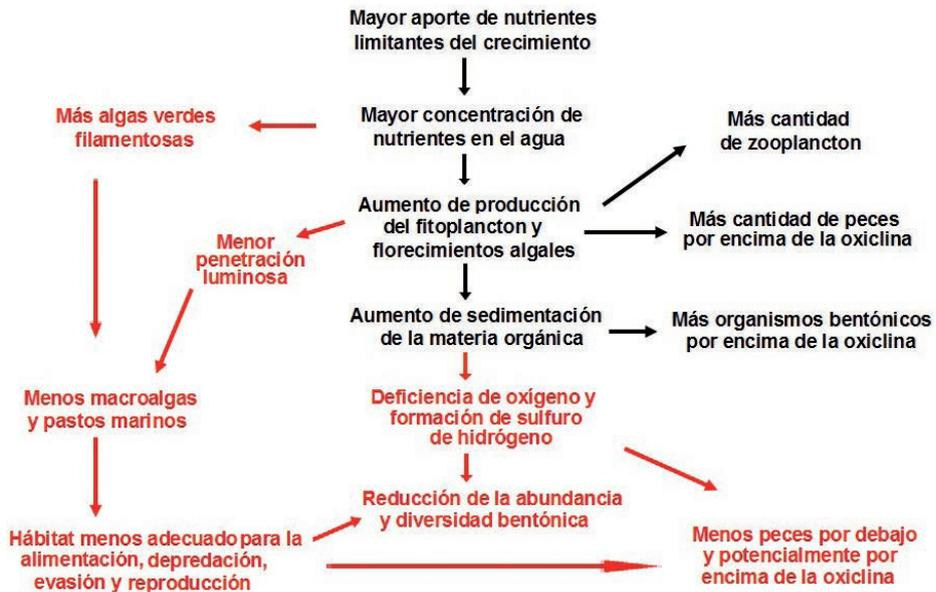 Mayor aporte de nutrientes
limitantes del crecimiento
Más algas verdes
filamentosas
Mayor concentración de
nutrientes en el agua
Más cantidad
de zooplancton
Aumento de producción
del fitoplancton y
florecimientos algales
Más cantidad de peces
por encima de la oxiclina
Menor
penetración
luminosa
Aumento de sedimentación
de la materia orgánica
Más organismos bentónicos
por encima de la oxiclina
Menos macroalgas
y pastos marinos
Deficiencia de oxígeno y
formación de sulfuro
de hidrógeno
Reducción de la abundancia
y diversidad bentónica
Hábitat menos adecuado para la
alimentación, depredación,
evasión y reproducción
Menos peces por debajo
y potencialmente por
encima de la oxiclina